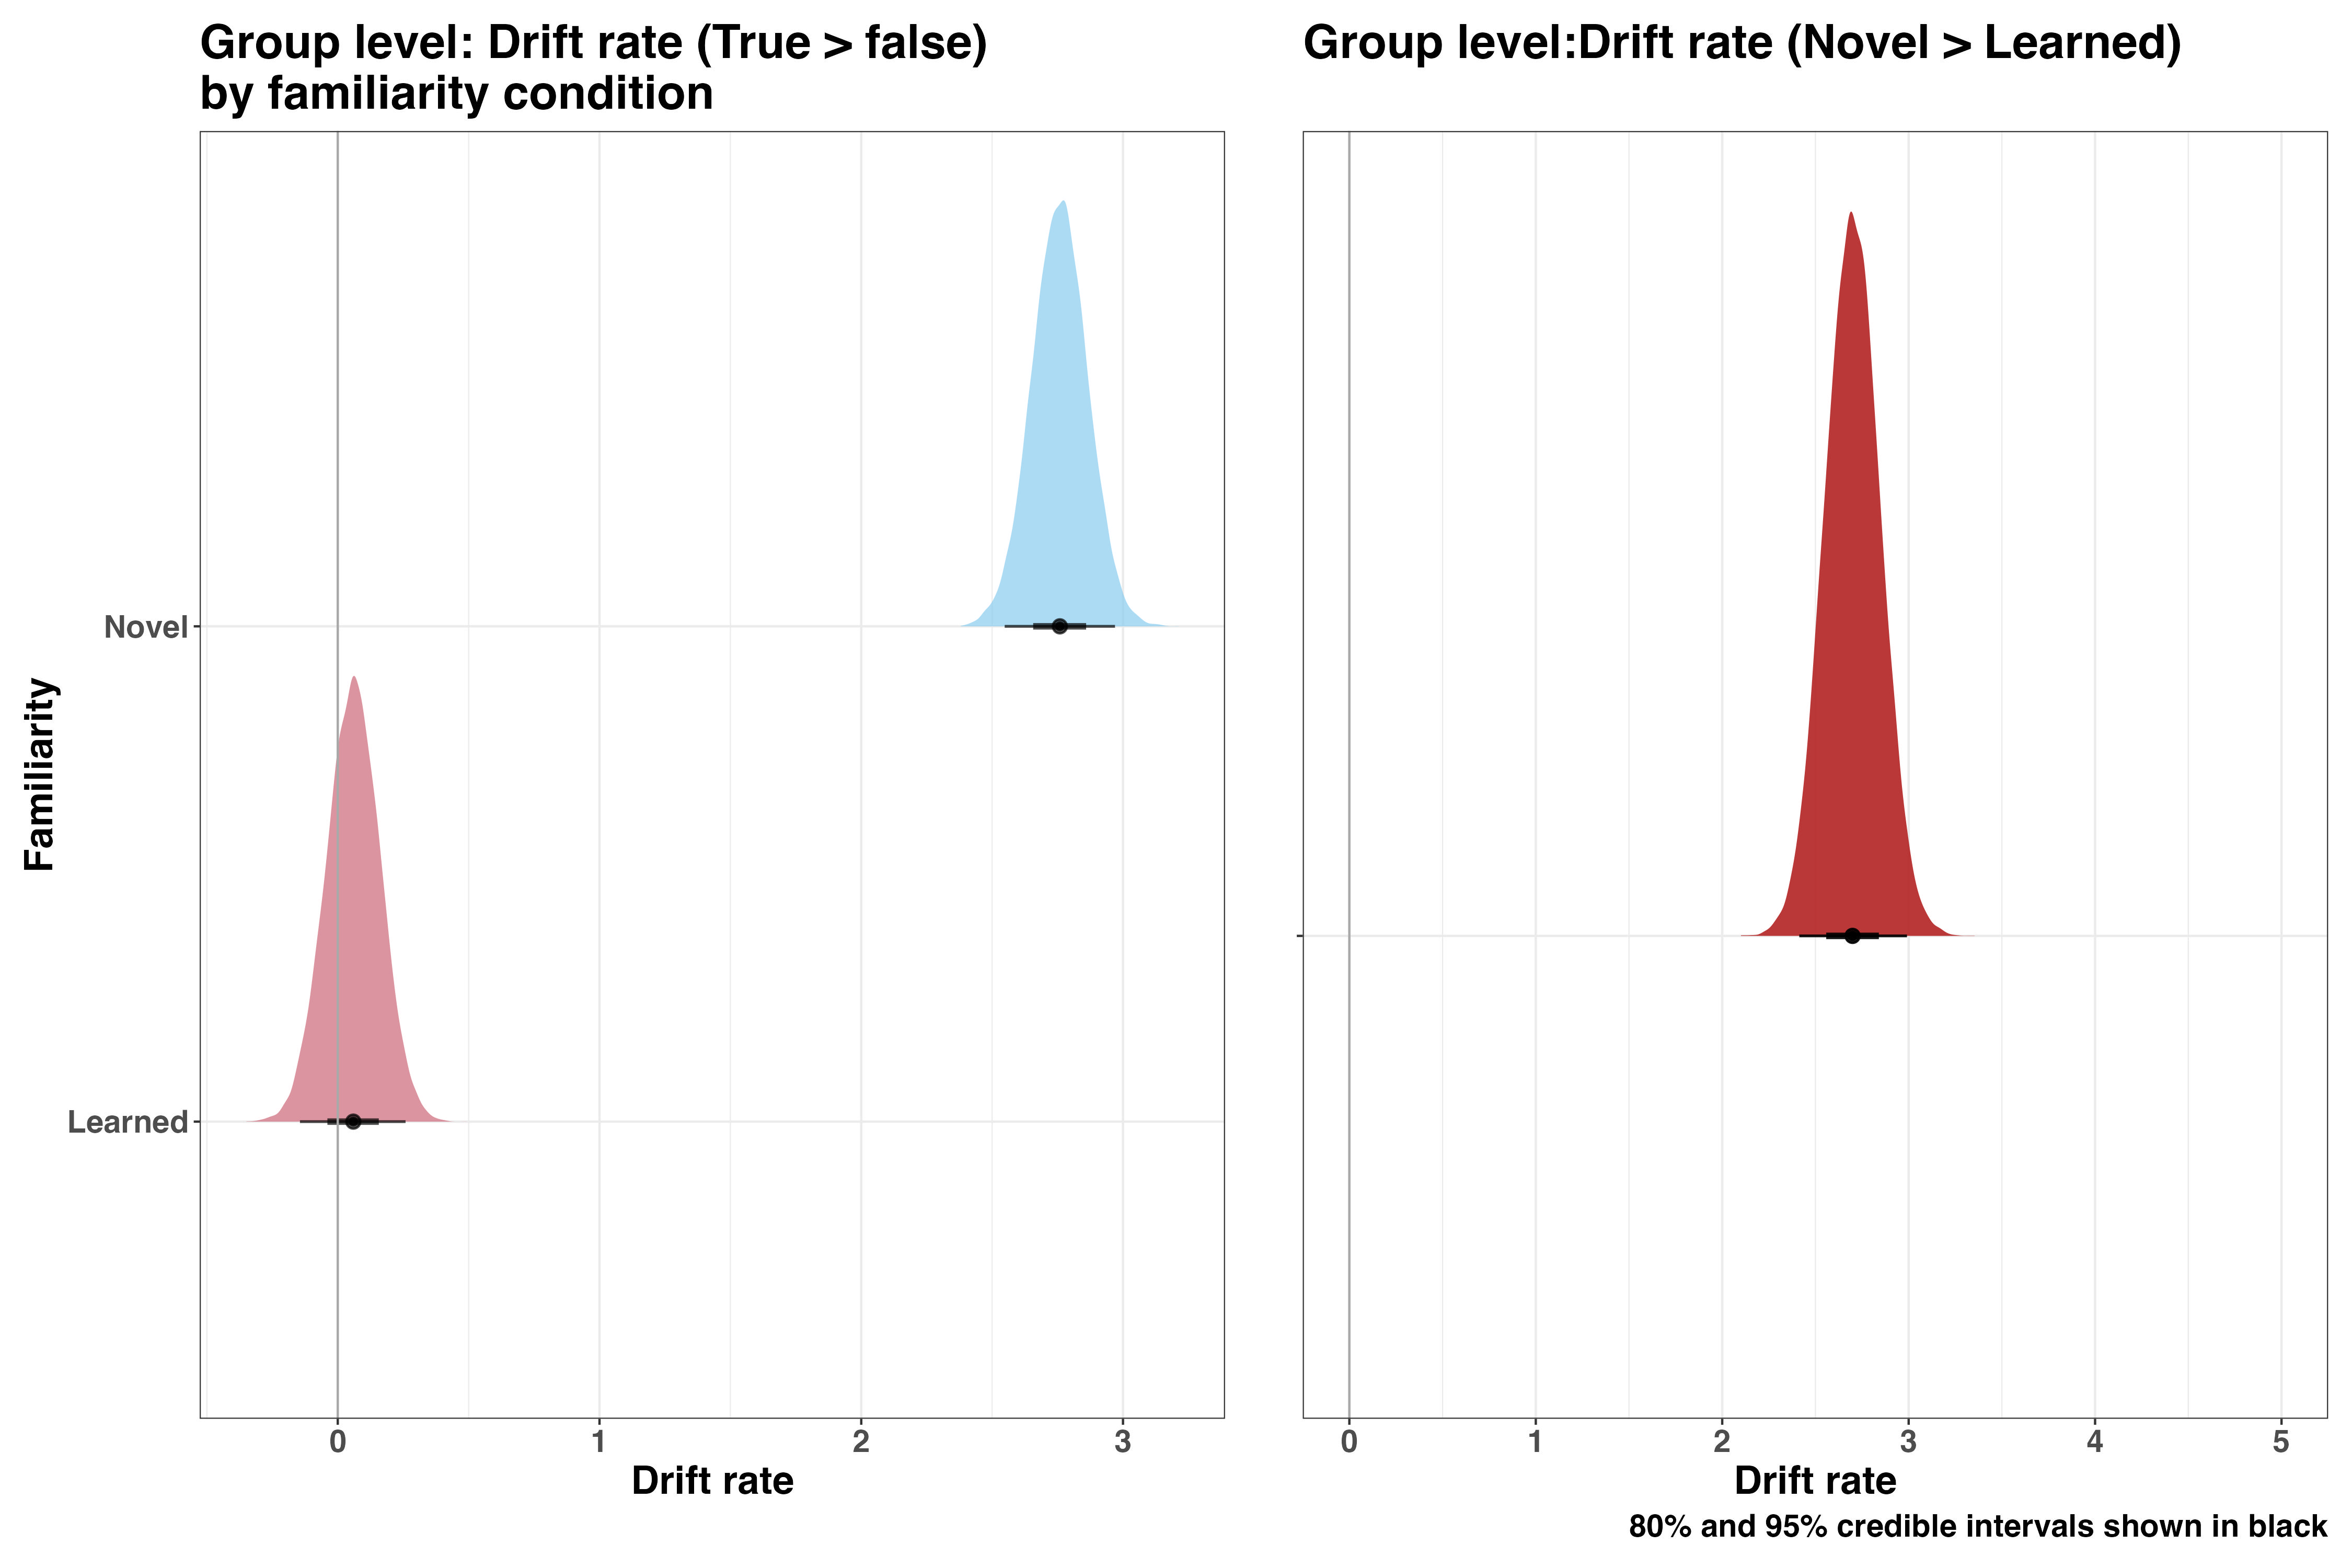 Group level: Drift rate (True > false)
by familiarity condition
Group level:Drift rate (Novel > Learned)
Familiarity
Novel
Learned
0 1 2 3
Drift rate
0 1 2 3 4 5
Drift rate
80% and 95% credible intervals shown in black